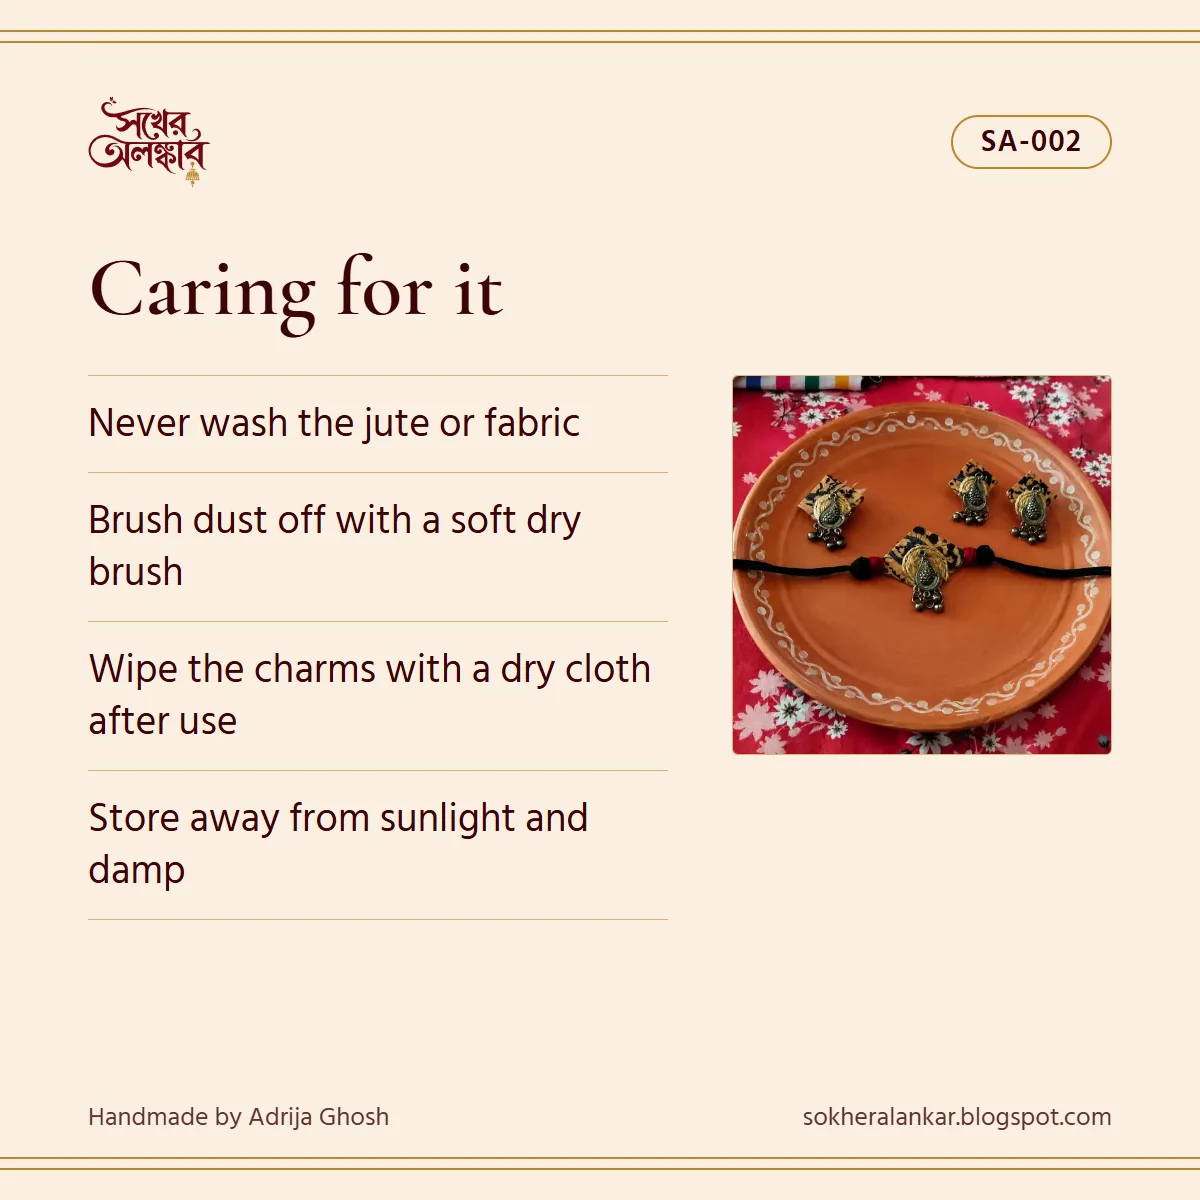 সখের
অলঙ্কার
SA-002
Caring for it
Never wash the jute or fabric
Brush dust off with a soft dry
brush
Wipe the charms with a dry cloth
after use
Store away from sunlight and
damp
Handmade by Adrija Ghosh
sokheralankar.blogspot.com